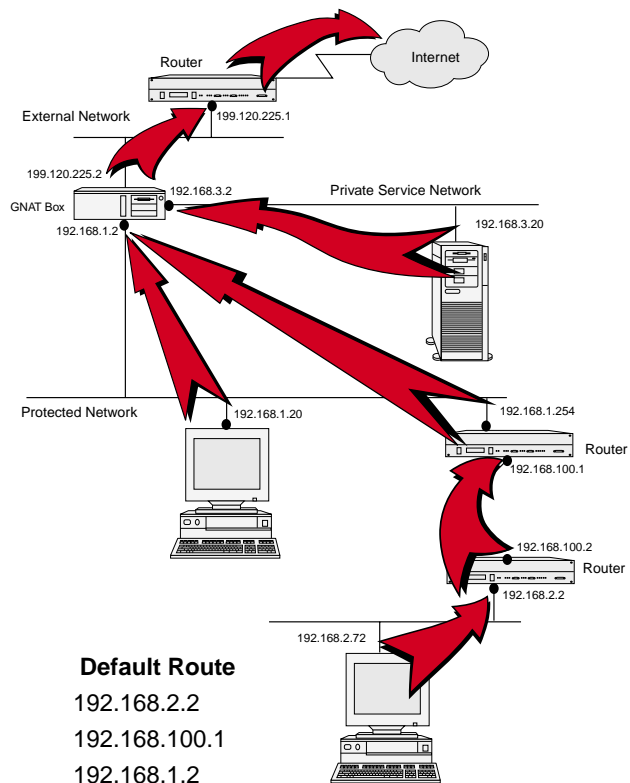 Internet
Router
199.120.225.1
External Network
199.120.225.2
192.168.3.2
Private Service Network
GNAT Box
192.168.3.20
192.168.1.2
Protected Network
192.168.1.20
192.168.1.254
Router
192.168.100.1
192.168.100.2
Router
192.168.2.2
192.168.2.72
Default Route
192.168.2.2
192.168.100.1
192.168.1.2